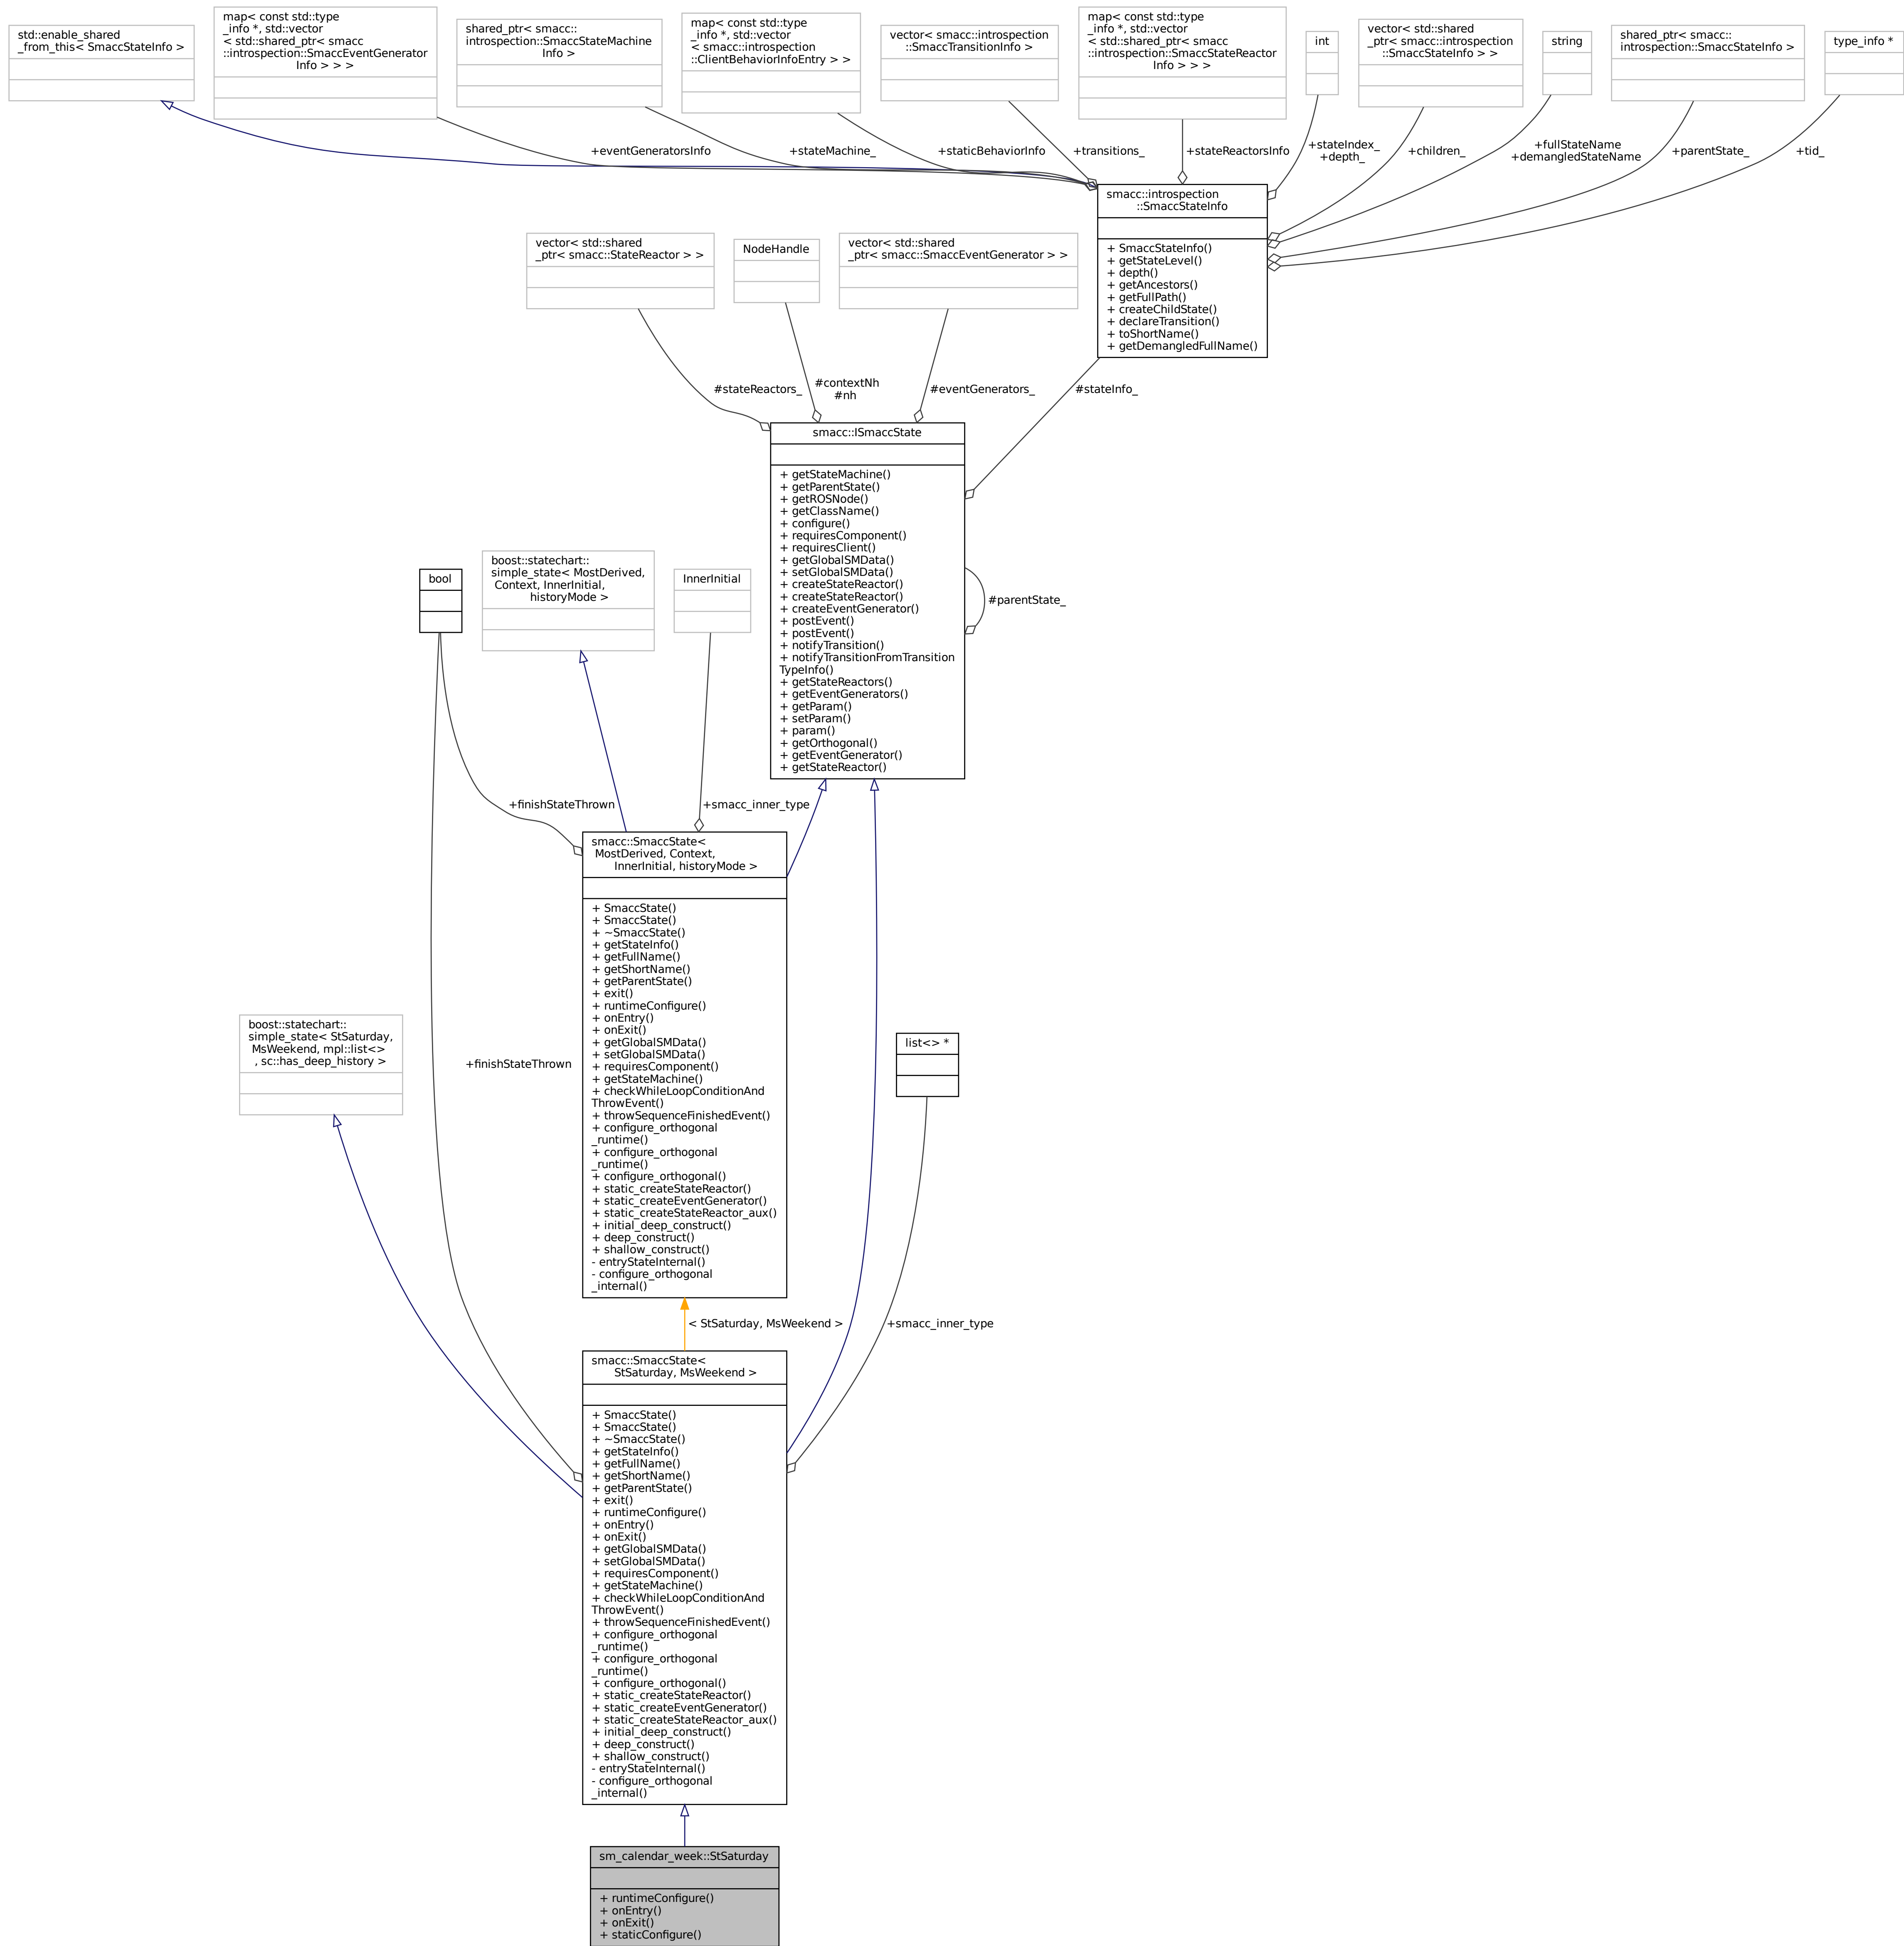 std::enable_shared
_from_this< SmaccStateInfo >
map< const std::type
_info *, std::vector
< std::shared_ptr< smacc
::introspection::SmaccEventGenerator
Info > > >
shared_ptr< smacc::
introspection::SmaccStateMachine
Info >
map< const std::type
_info *, std::vector
< smacc::introspection
::ClientBehaviorInfoEntry > >
vector< smacc::introspection
::SmaccTransitionInfo >
map< const std::type
_info *, std::vector
< std::shared_ptr< smacc
::introspection::SmaccStateReactor
Info > > >
int
vector< std::shared
_ptr< smacc::introspection
::SmaccStateInfo > >
string
shared_ptr< smacc::
introspection::SmaccStateInfo >
type_info *
+eventGeneratorsInfo
+stateMachine_
+staticBehaviorInfo
+transitions_
+stateReactorsInfo
+stateIndex_
+depth_
+children_
+fullStateName
+demangledStateName
+parentState_
+tid_
smacc::introspection
::SmaccStateInfo
+ SmaccStateInfo()
+ getStateLevel()
+ depth()
+ getAncestors()
+ getFullPath()
+ createChildState()
+ declareTransition()
+ toShortName()
+ getDemangledFullName()
vector< std::shared
_ptr< smacc::StateReactor > >
NodeHandle
vector< std::shared
_ptr< smacc::SmaccEventGenerator > >
#stateReactors_
#contextNh
#nh
#eventGenerators_
#stateInfo_
smacc::ISmaccState
+ getStateMachine()
+ getParentState()
+ getROSNode()
+ getClassName()
+ configure()
+ requiresComponent()
+ requiresClient()
+ getGlobalSMData()
+ setGlobalSMData()
+ createStateReactor()
+ createStateReactor()
+ createEventGenerator()
+ postEvent()
+ postEvent()
+ notifyTransition()
+ notifyTransitionFromTransition
TypeInfo()
+ getStateReactors()
+ getEventGenerators()
+ getParam()
+ setParam()
+ param()
+ getOrthogonal()
+ getEventGenerator()
+ getStateReactor()
#parentState_
bool
boost::statechart::
simple_state< MostDerived,
Context, InnerInitial,
historyMode >
InnerInitial
+finishStateThrown
+smacc_inner_type
smacc::SmaccState<
MostDerived, Context,
InnerInitial, historyMode >
+ SmaccState()
+ SmaccState()
+ ~SmaccState()
+ getStateInfo()
+ getFullName()
+ getShortName()
+ getParentState()
+ exit()
+ runtimeConfigure()
+ onEntry()
+ onExit()
+ getGlobalSMData()
+ setGlobalSMData()
+ requiresComponent()
+ getStateMachine()
+ checkWhileLoopConditionAnd
ThrowEvent()
+ throwSequenceFinishedEvent()
+ configure_orthogonal
_runtime()
+ configure_orthogonal
_runtime()
+ configure_orthogonal()
+ static_createStateReactor()
+ static_createEventGenerator()
+ static_createStateReactor_aux()
+ initial_deep_construct()
+ deep_construct()
+ shallow_construct()
- entryStateInternal()
- configure_orthogonal
_internal()
boost::statechart::
simple_state< StSaturday,
MsWeekend, mpl::list<>
, sc::has_deep_history >
+finishStateThrown
list<> *
< StSaturday, MsWeekend >
+smacc_inner_type
smacc::SmaccState<
StSaturday, MsWeekend >
+ SmaccState()
+ SmaccState()
+ ~SmaccState()
+ getStateInfo()
+ getFullName()
+ getShortName()
+ getParentState()
+ exit()
+ runtimeConfigure()
+ onEntry()
+ onExit()
+ getGlobalSMData()
+ setGlobalSMData()
+ requiresComponent()
+ getStateMachine()
+ checkWhileLoopConditionAnd
ThrowEvent()
+ throwSequenceFinishedEvent()
+ configure_orthogonal
_runtime()
+ configure_orthogonal
_runtime()
+ configure_orthogonal()
+ static_createStateReactor()
+ static_createEventGenerator()
+ static_createStateReactor_aux()
+ initial_deep_construct()
+ deep_construct()
+ shallow_construct()
- entryStateInternal()
- configure_orthogonal
_internal()
sm_calendar_week::StSaturday
+ runtimeConfigure()
+ onEntry()
+ onExit()
+ staticConfigure()